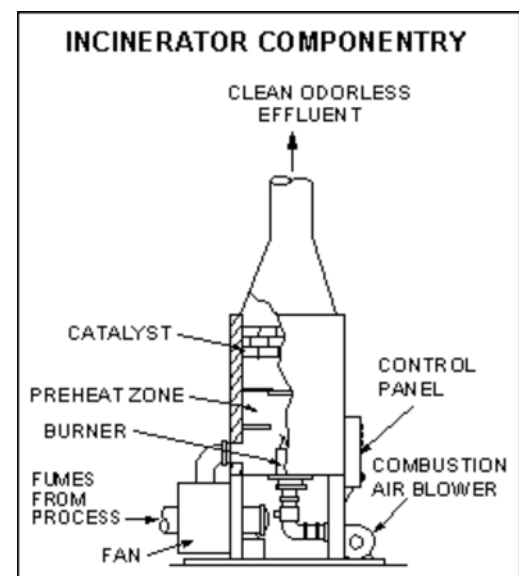 INCINERATOR COMPONENTRY
CLEAN ODORLESS
EFFLUENT
CATALYST
PREHEAT ZONE
BURNER
FUMES
FROM
PROCESS
FAN
CONTROL
PANEL
COMBUSTION
AIR BLOWER